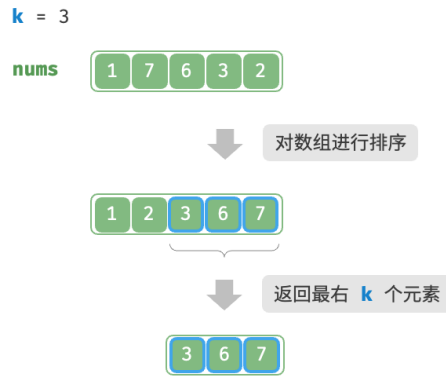 k = 3
nums 1 7 6 3 2
对数组进行排序
1 2 3 6 7
返回最右 k 个元素
3 6 7